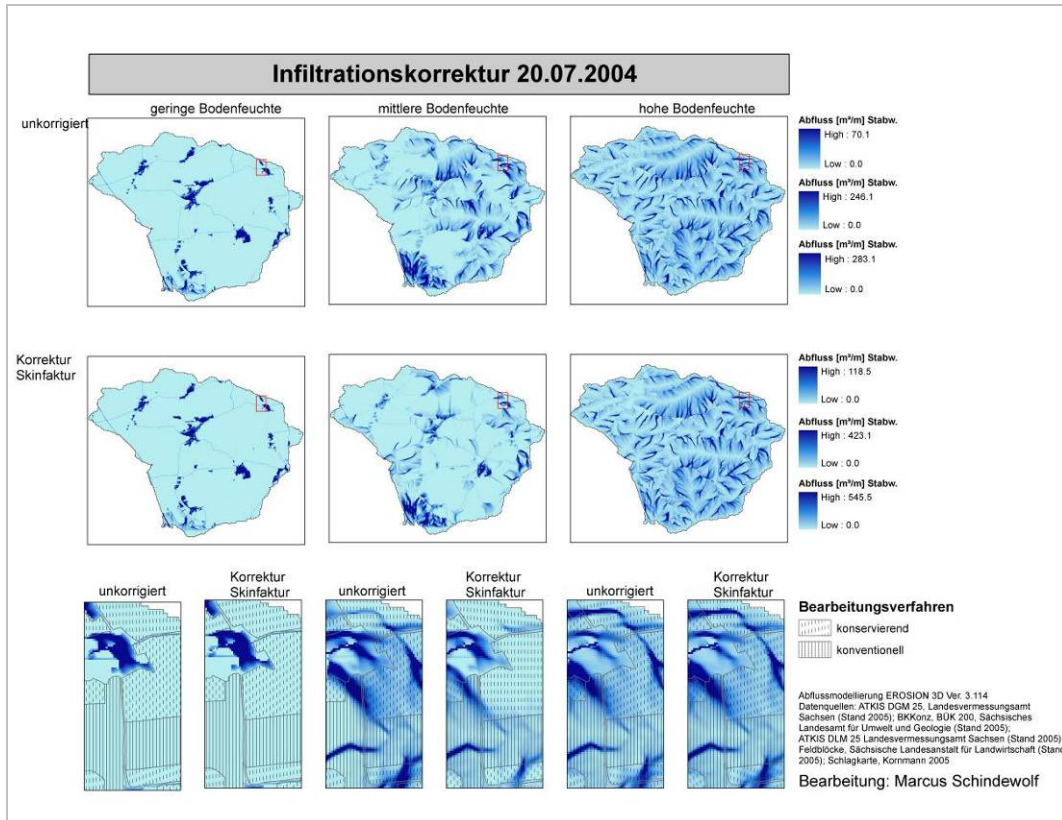 Infiltrationskorrektur 20.07.2004
geringe Bodenfeuchte
mittlere Bodenfeuchte
hohe Bodenfeuchte
unkorrigiert
Abfluss [m³/m] Stabw.
High : 70.1
Low : 0.0
Abfluss [m³/m] Stabw.
High : 246.1
Low : 0.0
Abfluss [m³/m] Stabw.
High : 283.1
Low : 0.0
Korrektur
Skinfaktur
Abfluss [m³/m] Stabw.
High : 118.5
Low : 0.0
Abfluss [m³/m] Stabw.
High : 423.1
Low : 0.0
Abfluss [m³/m] Stabw.
High : 545.5
Low : 0.0
unkorrigiert
Korrektur
Skinfaktur
unkorrigiert
Korrektur
Skinfaktur
unkorrigiert
Korrektur
Skinfaktur
Bearbeitungsverfahren
konservierend
konventionell
Abflussmodellierung EROSION 3D Ver. 3.114
Datenquellen: ATKIS DGM 25, Landesvermessungsamt
Sachsen (Stand 2005); BKKonz, BÜK 200, Sächsisches
Landesamt für Umwelt und Geologie (Stand 2005);
ATKIS DLM 25 Landesvermessungsamt Sachsen (Stand 2005)
Feldblöcke, Sächsische Landesanstalt für Landwirtschaft (Stand
2005); Schlagkarte, Kornmann 2005
Bearbeitung: Marcus Schindewolf